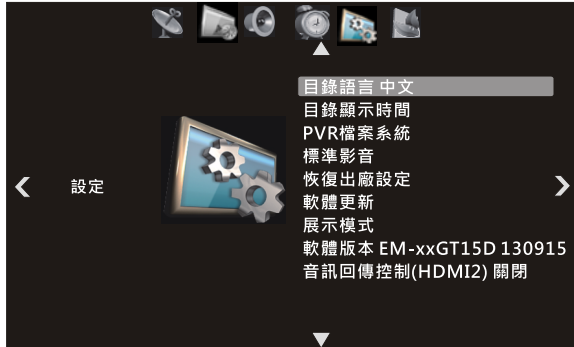 設定
目錄語言 中文
目錄顯示時間
PVR檔案系統
標準影音
恢復出廠設定
軟體更新
展示模式
軟體版本 EM-xxGT15D 130915
音訊回傳控制(HDMI2) 關閉